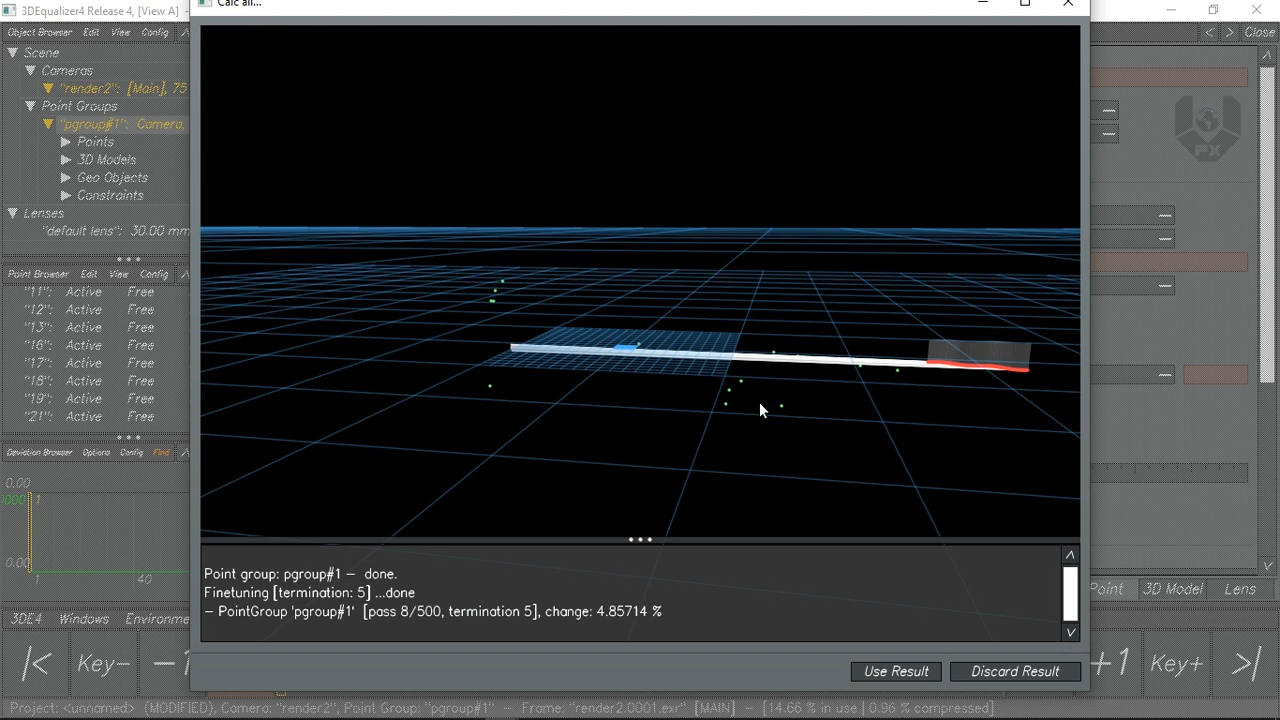 3DEqualizer4 Release 4, [View A]
Calc all...
Object Browser Edit View Config
Scene
Cameras
"render2": [Main], 75
Point Groups
"pgroup#1": Camera,
Points
3D Models
Geo Objects
Constraints
Lenses
"default lens": 30.00 mm
Point Browser Edit View Config
"11": Active Free
"12": Active Free
"13": Active Free
"16": Active Free
"17": Active Free
"18": Active Free
"19": Active Free
"21": Active Free
Deviation Browser Options Config Find
0.00
1
0.00
1 40
3DE4 Windows Environme
|< Key-
< > Close
FX
Point 3D Model Lens
+1 Key+ >|
Point group: pgroup#1 - done.
Finetuning [termination: 5] ...done
- PointGroup 'pgroup#1' [pass 8/500, termination 5], change: 4.85714 %
Use Result Discard Result
Project: <unnamed> (MODIFIED), Camera: "render2", Point Group: "pgroup#1" - Frame: "render2.0001.exr" [MAIN] - [14.66 % in use | 0.96 % compressed]